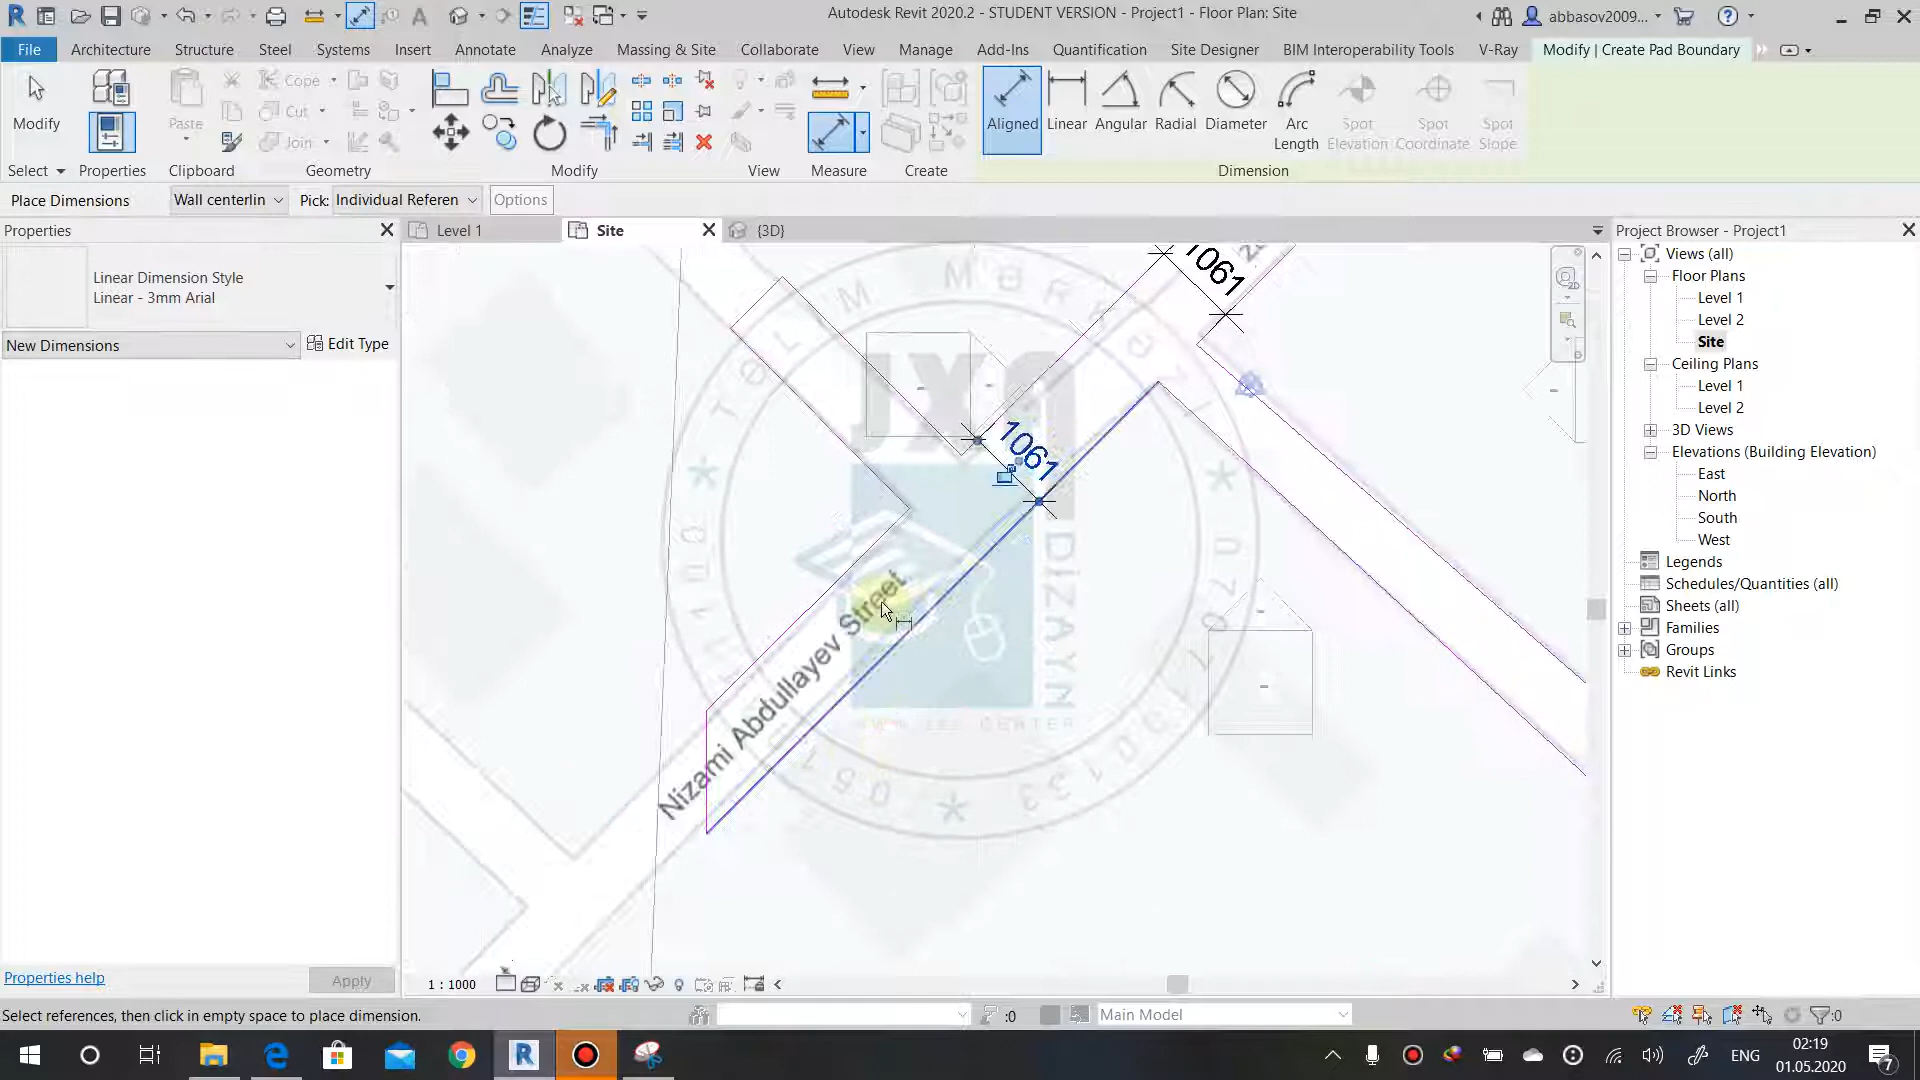 Autodesk Revit 2020.2 - STUDENT VERSION - Project1 - Floor Plan: Site
abbasov2009...
File Architecture Structure Steel Systems Insert Annotate Analyze Massing & Site Collaborate View Manage Add-Ins Quantification Site Designer BIM Interoperability Tools V-Ray Modify | Create Pad Boundary
Modify Paste Cope Cut Join Aligned Linear Angular Radial Diameter Arc Length Spot Elevation Spot Coordinate Spot Slope
Select Properties Clipboard Geometry Modify View Measure Create Dimension
Place Dimensions Wall centerlin Pick: Individual Referen Options
Properties
Level 1 Site {3D}
Project Browser - Project1
Linear Dimension Style
Linear - 3mm Arial
New Dimensions Edit Type
Properties help Apply
1061
1061
Nizami Abdullayev Street
JXM
DİZAYN
CENTER
Views (all)
Floor Plans
Level 1
Level 2
Site
Ceiling Plans
Level 1
Level 2
3D Views
Elevations (Building Elevation)
East
North
South
West
Legends
Schedules/Quantities (all)
Sheets (all)
Families
Groups
Revit Links
1 : 1000
Select references, then click in empty space to place dimension.
:0
Main Model
:0
ENG
02:19
01.05.2020
7